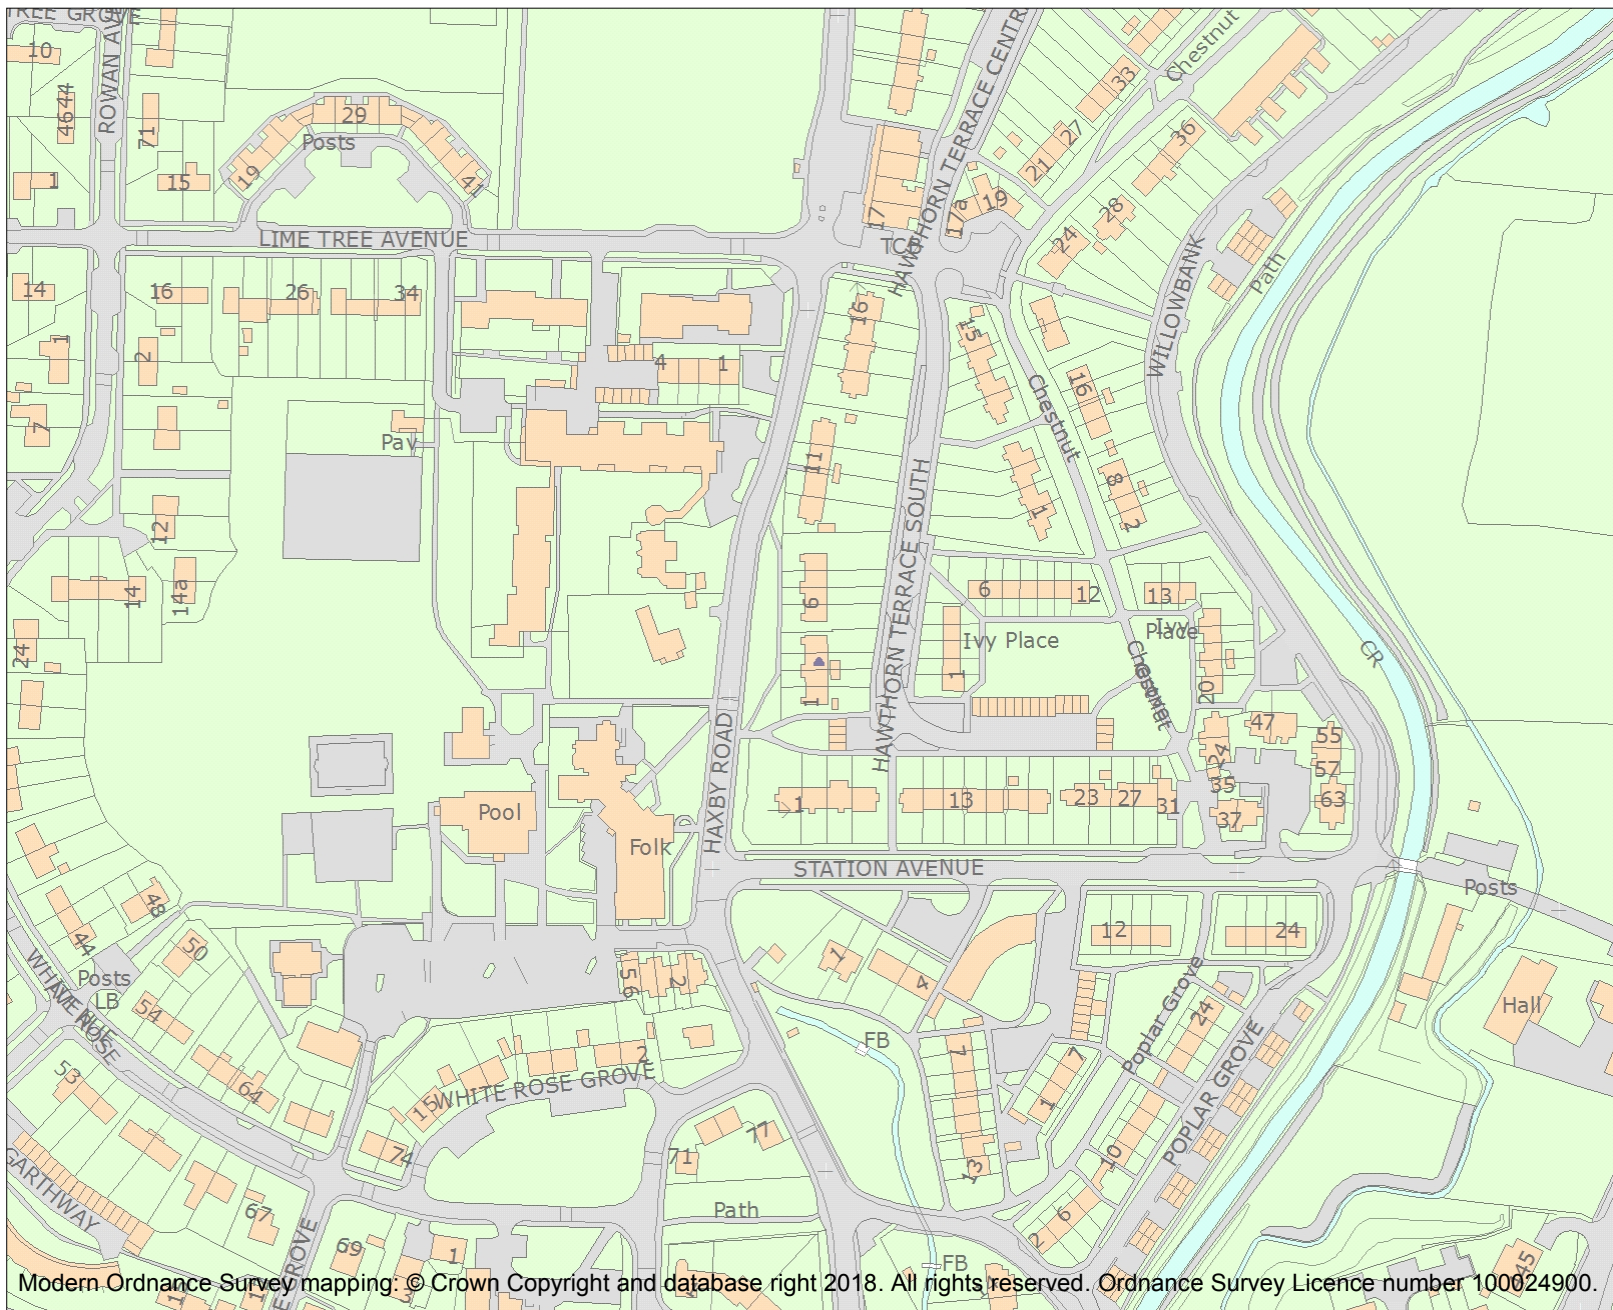 TREE GROVE
ROWAN AVE
10
4644
71
1
15
19
29
Posts
41
LIME TREE AVENUE
17
HAWTHORN TERRACE CENTRA
17a
19
TCB
21
27
33
Chestnut
36
28
24
WILLOWBANK
Path
14
16
26
34
1
2
7
4
1
16
15
Chestnut
16
8
2
1
Pav
11
HAWTHORN TERRACE SOUTH
12
14
14a
24
6
1
6
12
13
Ivy Place
Ivy
Place
1
Chestnut
Grove
20
CR
HAXBY ROAD
24
47
55
57
63
35
37
1
13
23
27
31
Pool
Folk
STATION AVENUE
Posts
48
44
50
Posts
LB
54
WHITE ROSE
AVENUE
56
2
1
4
12
24
Poplar Grove
24
Hall
FB
53
64
2
WHITE ROSE GROVE
15
74
7
1
7
POPLAR GROVE
10
13
71
77
GARTHWAY
67
69
1
Path
6
2
FB
E GROVE
145
Modern Ordnance Survey mapping: © Crown Copyright and database right 2018. All rights reserved. Ordnance Survey Licence number 100024900.